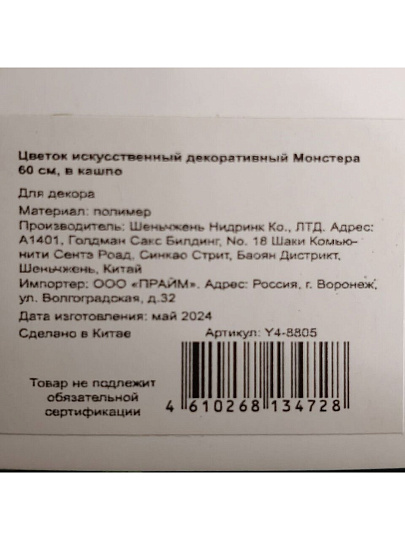 Цветок искусственный декоративный Монстера
60 см, в кашпо
Для декора
Материал: полимер
Производитель: Шеньчжень Нидринк Ко., ЛТД. Адрес:
А1401, Голдман Сакс Билдинг, No. 18 Шаки Комью-
нити Сентэ Роад, Синкао Стрит, Баоян Дистрикт,
Шеньчжень, Китай
Импортер: ООО «ПРАЙМ». Адрес: Россия, г. Воронеж,
ул. Волгоградская, д.32
Дата изготовления: май 2024
Сделано в Китае Артикул: Y4-8805
Товар не подлежит
обязательной
сертификации
4 610268 134728